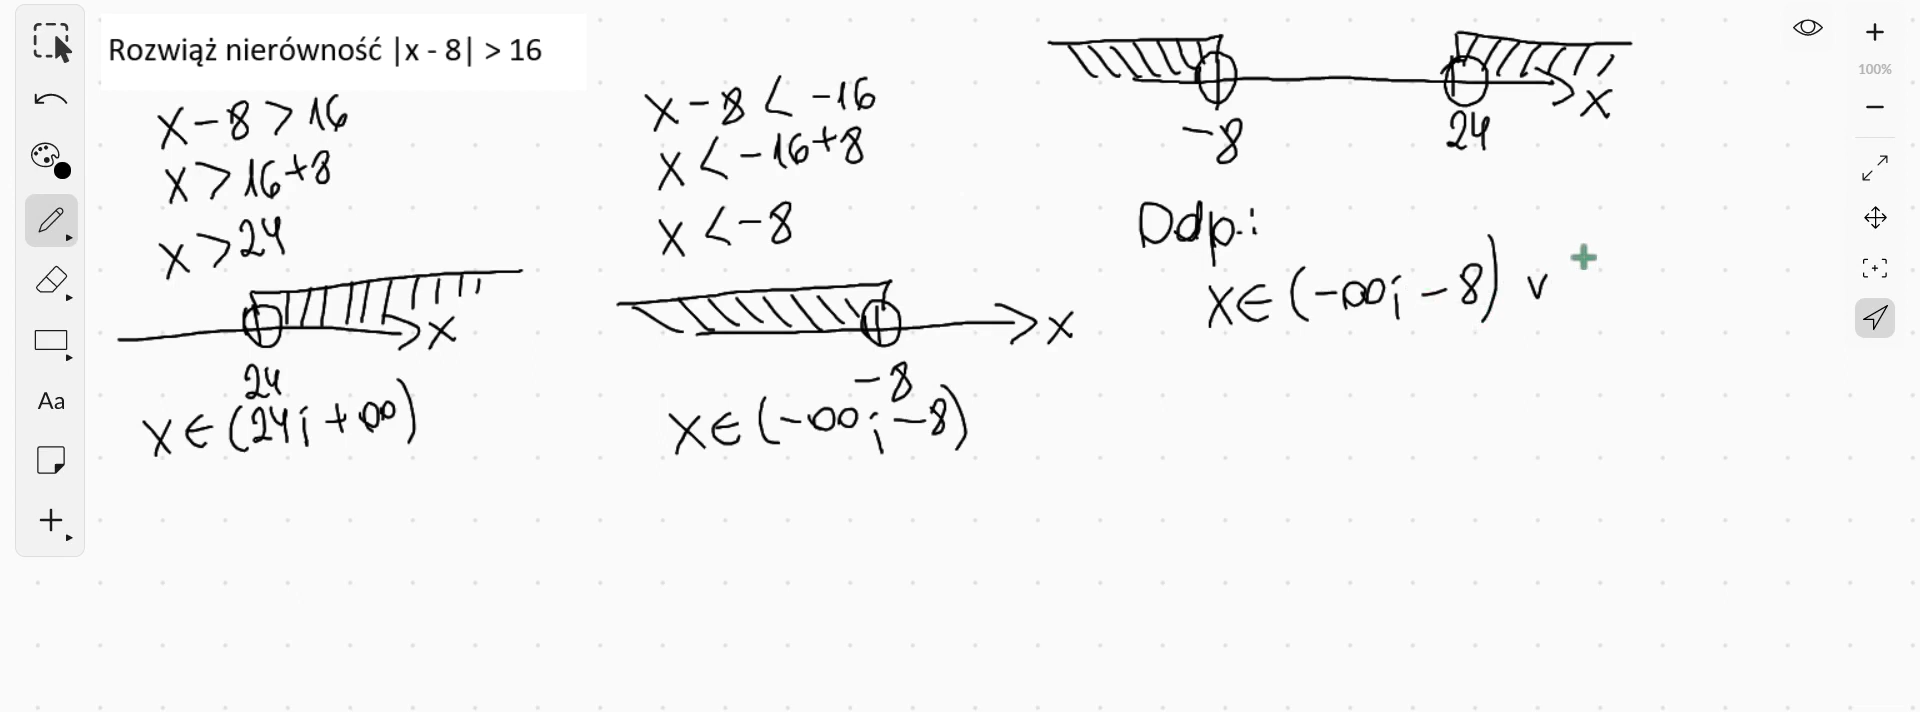 Rozwiąż nierówność |x - 8| > 16
x - 8 > 16
x > 16 + 8
x > 24
x
24
x ∈ (24; +∞)
x - 8 < -16
x < -16 + 8
x < -8
x
-8
x ∈ (-∞; -8)
x
-8
24
Odp.:
x ∈ (-∞; -8) v
Aa
100%